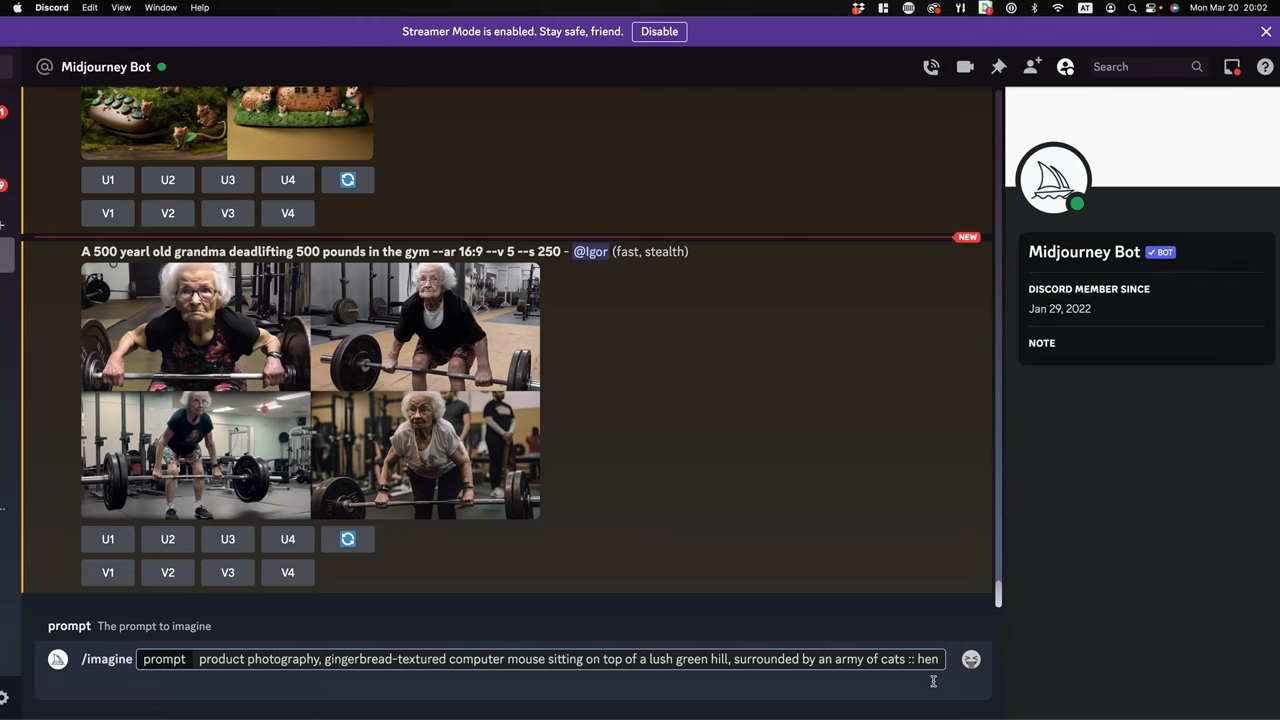 Discord Edit View Window Help
AT
Mon Mar 20 20:02
Streamer Mode is enabled. Stay safe, friend. Disable
@ Midjourney Bot
Search
1
9
U1 U2 U3 U4
V1 V2 V3 V4
NEW
A 500 yearl old grandma deadlifting 500 pounds in the gym --ar 16:9 --v 5 --s 250 - @Igor (fast, stealth)
U1 U2 U3 U4
V1 V2 V3 V4
prompt The prompt to imagine
/imagine prompt product photography, gingerbread-textured computer mouse sitting on top of a lush green hill, surrounded by an army of cats :: hen
Midjourney Bot ✓ BOT
DISCORD MEMBER SINCE
Jan 29, 2022
NOTE